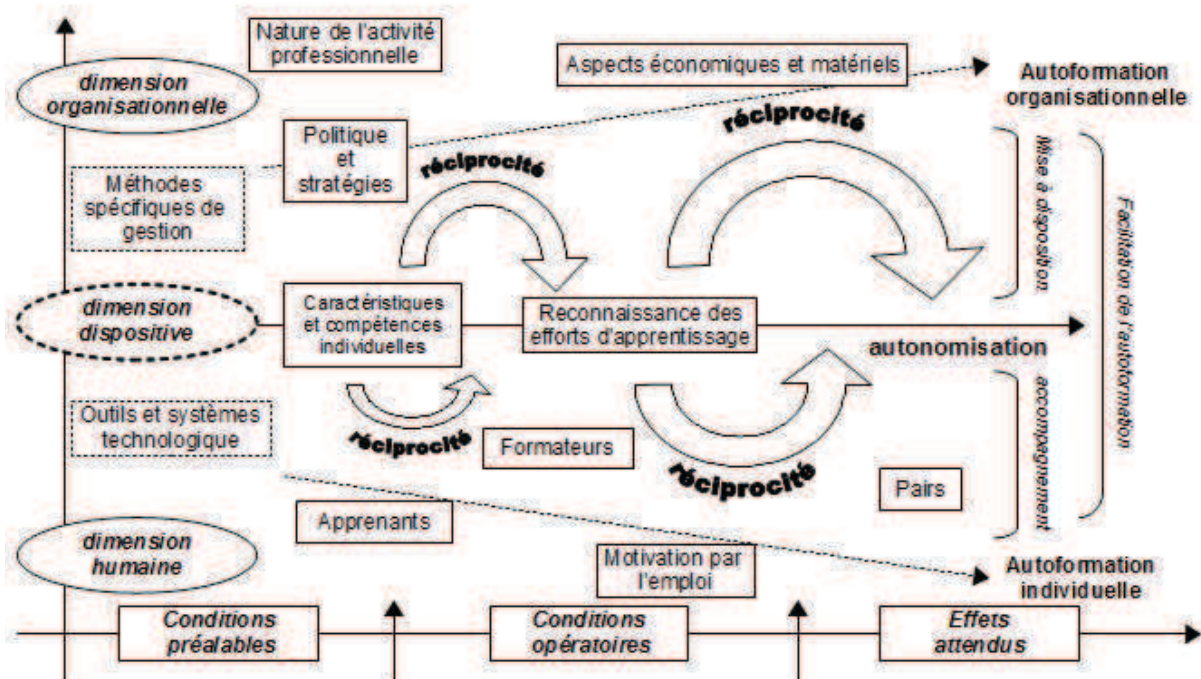 Nature de l'activité
professionnelle
Aspects économiques et matériels
dimension
organisationnelle
Autoformation
organisationnelle
Politique
et
stratégies
réciprocité
réciprocité
Méthodes
spécifiques de
gestion
Mise à disposition
Facilitation de l'autoformation
dimension
dispositive
Caractéristiques
et compétences
individuelles
Reconnaissance des
efforts d'apprentissage
autonomisation
Outils et systèmes
technologique
réciprocité
Formateurs
réciprocité
Pairs
accompagnement
Apprenants
dimension
humaine
Motivation par
l'emploi
Autoformation
individuelle
Conditions
préalables
Conditions
opératoires
Effets
attendus